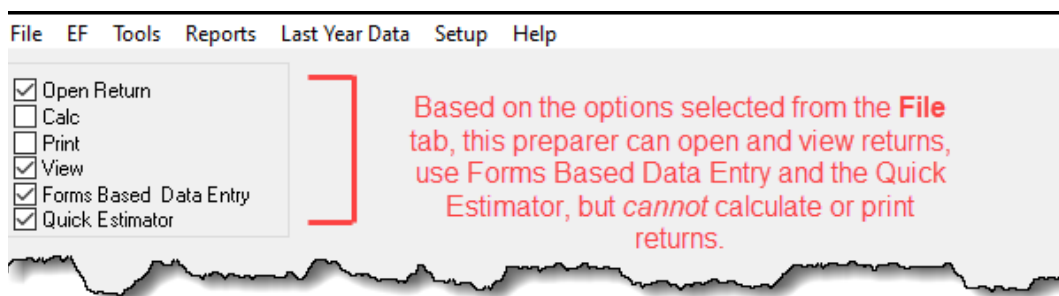 File EF Tools Reports Last Year Data Setup Help
Open Return
Calc
Print
View
Forms Based Data Entry
Quick Estimator
Based on the options selected from the File
tab, this preparer can open and view returns,
use Forms Based Data Entry and the Quick
Estimator, but cannot calculate or print
returns.